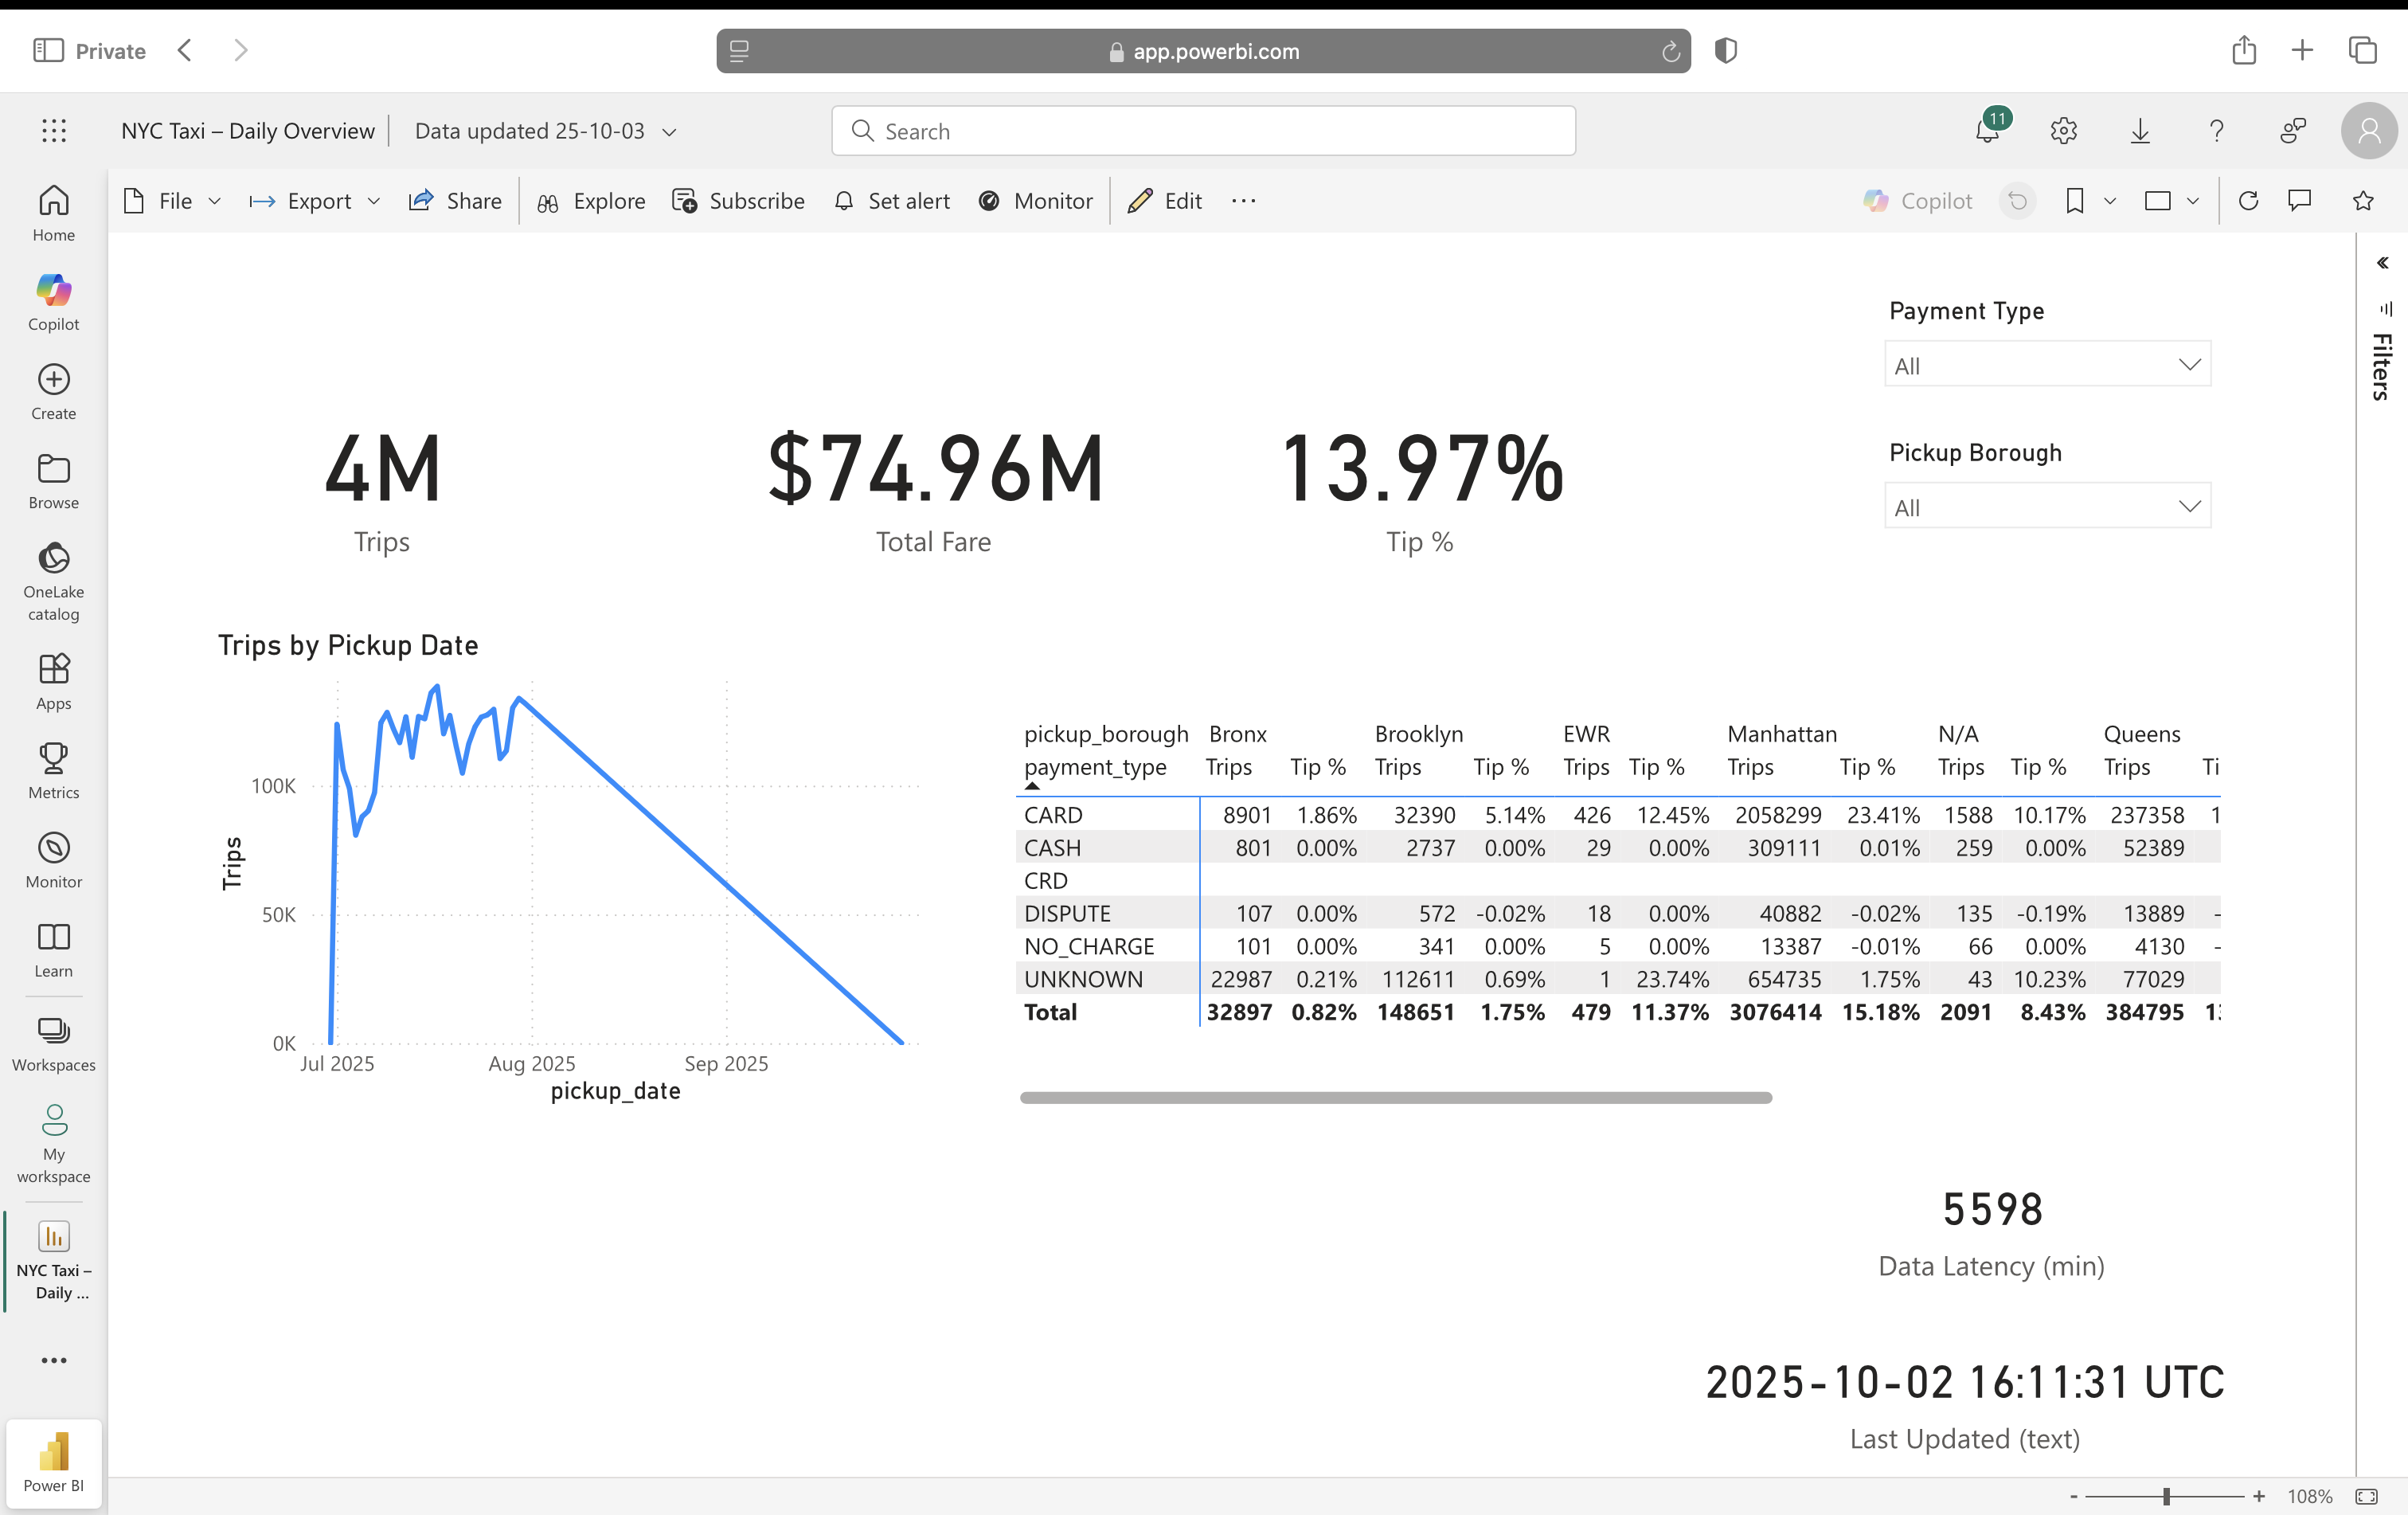 Private
app.powerbi.com
NYC Taxi – Daily Overview
Data updated 25-10-03
Search
11
Home
Copilot
Create
Browse
OneLake
catalog
Apps
Metrics
Monitor
Learn
Workspaces
My
workspace
NYC Taxi –
Daily ...
Power BI
File
Export
Share
Explore
Subscribe
Set alert
Monitor
Edit
Copilot
Filters
Payment Type
All
Pickup Borough
All
4M
Trips
$74.96M
Total Fare
13.97%
Tip %
Trips by Pickup Date
Trips
100K
50K
0K
Jul 2025 Aug 2025 Sep 2025
pickup_date
pickup_borough Bronx Brooklyn EWR Manhattan N/A Queens
payment_type Trips Tip % Trips Tip % Trips Tip % Trips Tip % Trips Tip % Trips Ti
CARD 8901 1.86% 32390 5.14% 426 12.45% 2058299 23.41% 1588 10.17% 237358 1
CASH 801 0.00% 2737 0.00% 29 0.00% 309111 0.01% 259 0.00% 52389
CRD
DISPUTE 107 0.00% 572 -0.02% 18 0.00% 40882 -0.02% 135 -0.19% 13889 -
NO_CHARGE 101 0.00% 341 0.00% 5 0.00% 13387 -0.01% 66 0.00% 4130 -
UNKNOWN 22987 0.21% 112611 0.69% 1 23.74% 654735 1.75% 43 10.23% 77029
Total 32897 0.82% 148651 1.75% 479 11.37% 3076414 15.18% 2091 8.43% 384795
5598
Data Latency (min)
2025-10-02 16:11:31 UTC
Last Updated (text)
- + 108%